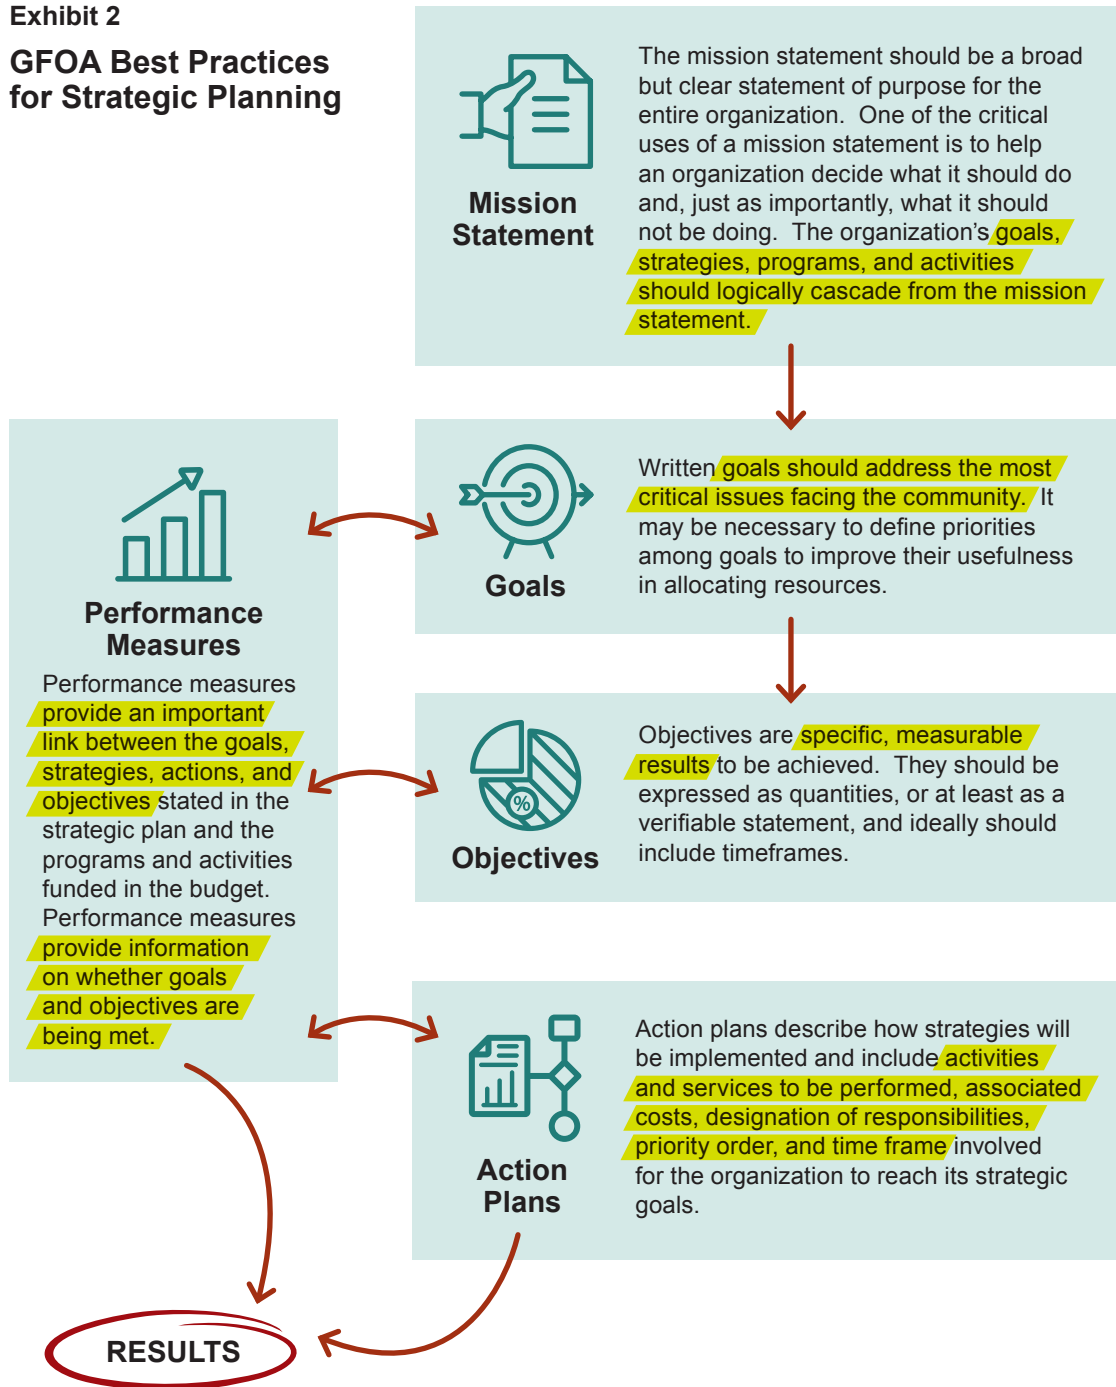 Exhibit 2
GFOA Best Practices
for Strategic Planning
Mission
Statement
The mission statement should be a broad
but clear statement of purpose for the
entire organization.  One of the critical
uses of a mission statement is to help
an organization decide what it should do
and, just as importantly, what it should
not be doing.  The organization's goals,
strategies, programs, and activities
should logically cascade from the mission
statement.
Goals
Written goals should address the most
critical issues facing the community.  It
may be necessary to define priorities
among goals to improve their usefulness
in allocating resources.
Performance
Measures
Performance measures
provide an important
link between the goals,
strategies, actions, and
objectives stated in the
strategic plan and the
programs and activities
funded in the budget.
Performance measures
provide information
on whether goals
and objectives are
being met.
%
Objectives
Objectives are specific, measurable
results to be achieved.  They should be
expressed as quantities, or at least as a
verifiable statement, and ideally should
include timeframes.
Action
Plans
Action plans describe how strategies will
be implemented and include activities
and services to be performed, associated
costs, designation of responsibilities,
priority order, and time frame involved
for the organization to reach its strategic
goals.
RESULTS